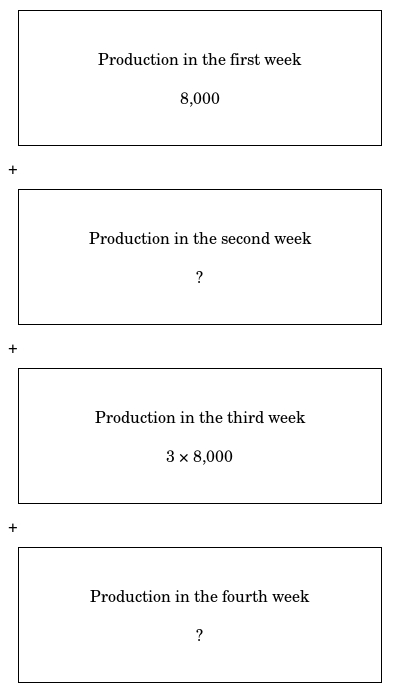 Production in the first week
8,000
+
Production in the second week
?
+
Production in the third week
3 × 8,000
+
Production in the fourth week
?